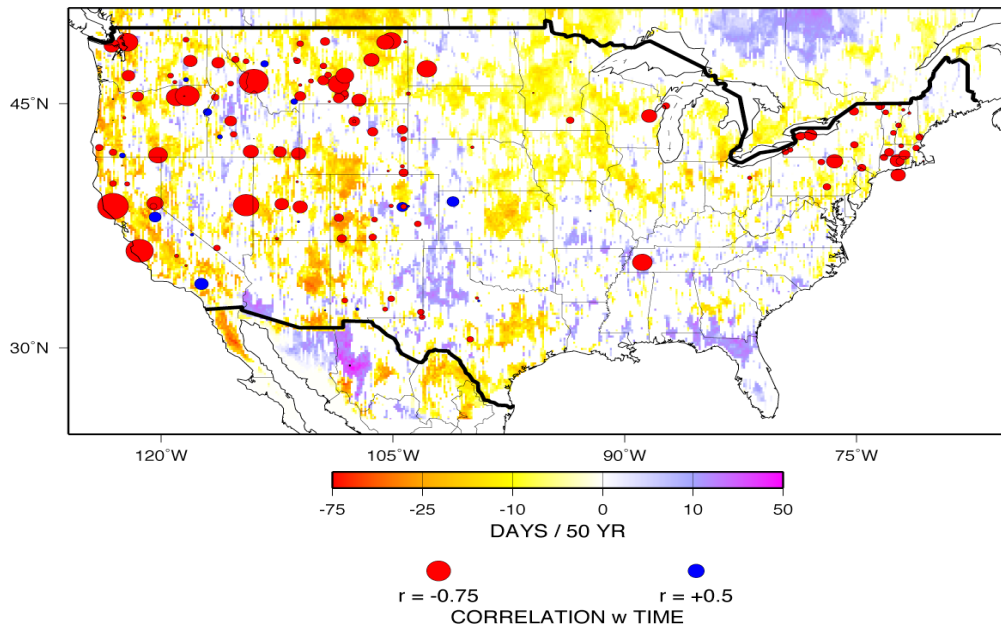 45°N
30°N
120°W
105°W
90°W
75°W
-75
-25
-10
0
10
50
DAYS / 50 YR
r = -0.75
r = +0.5
CORRELATION w TIME